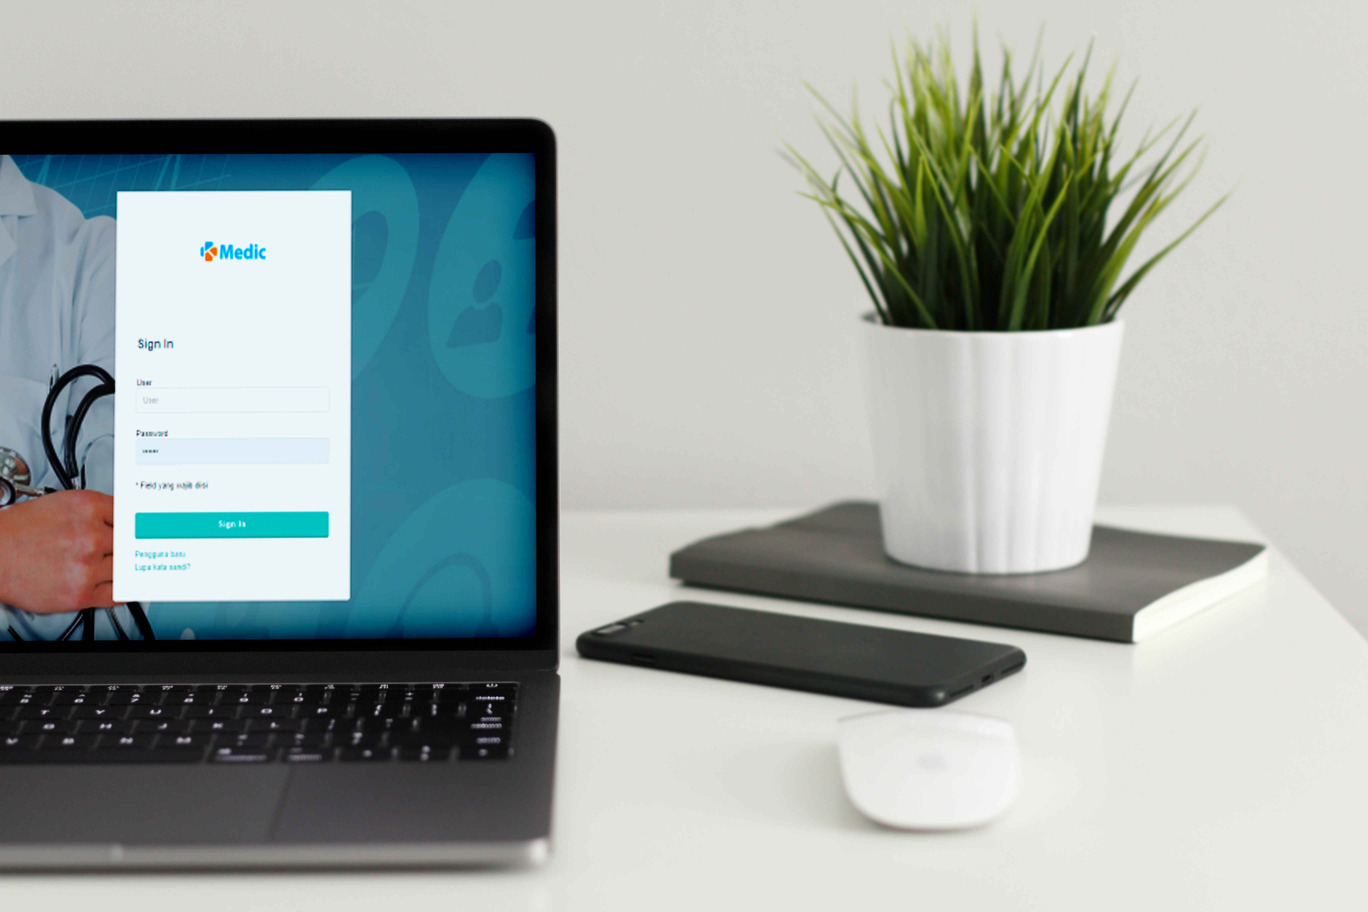 Medic
Sign In
User
User
Password
* Field yang wajib diisi
Sign In
Pengguna baru
Lupa kata sandi?